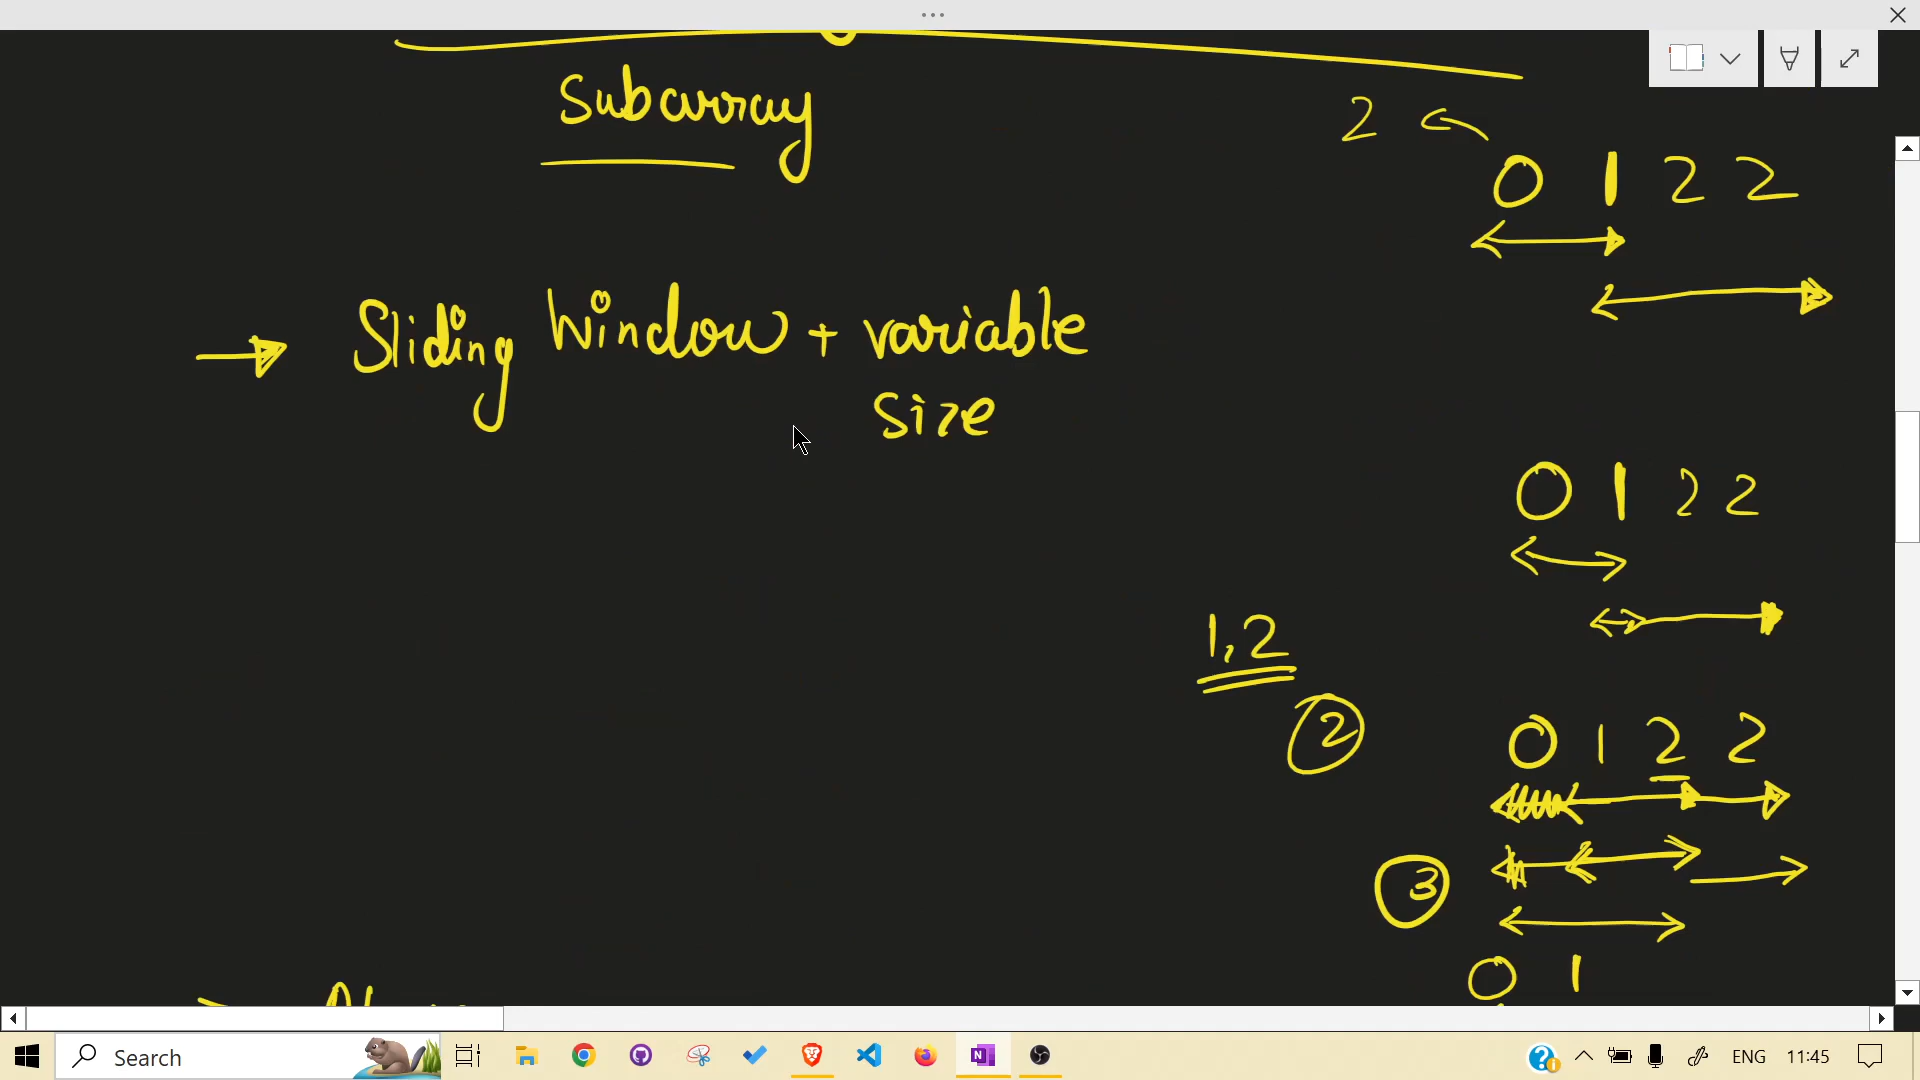 Subarray
2
0 1 2 2
Sliding Window + variable
size
0 1 2 2
1,2
2
0 1 2 2
3
0 1
Search
ENG
11:45